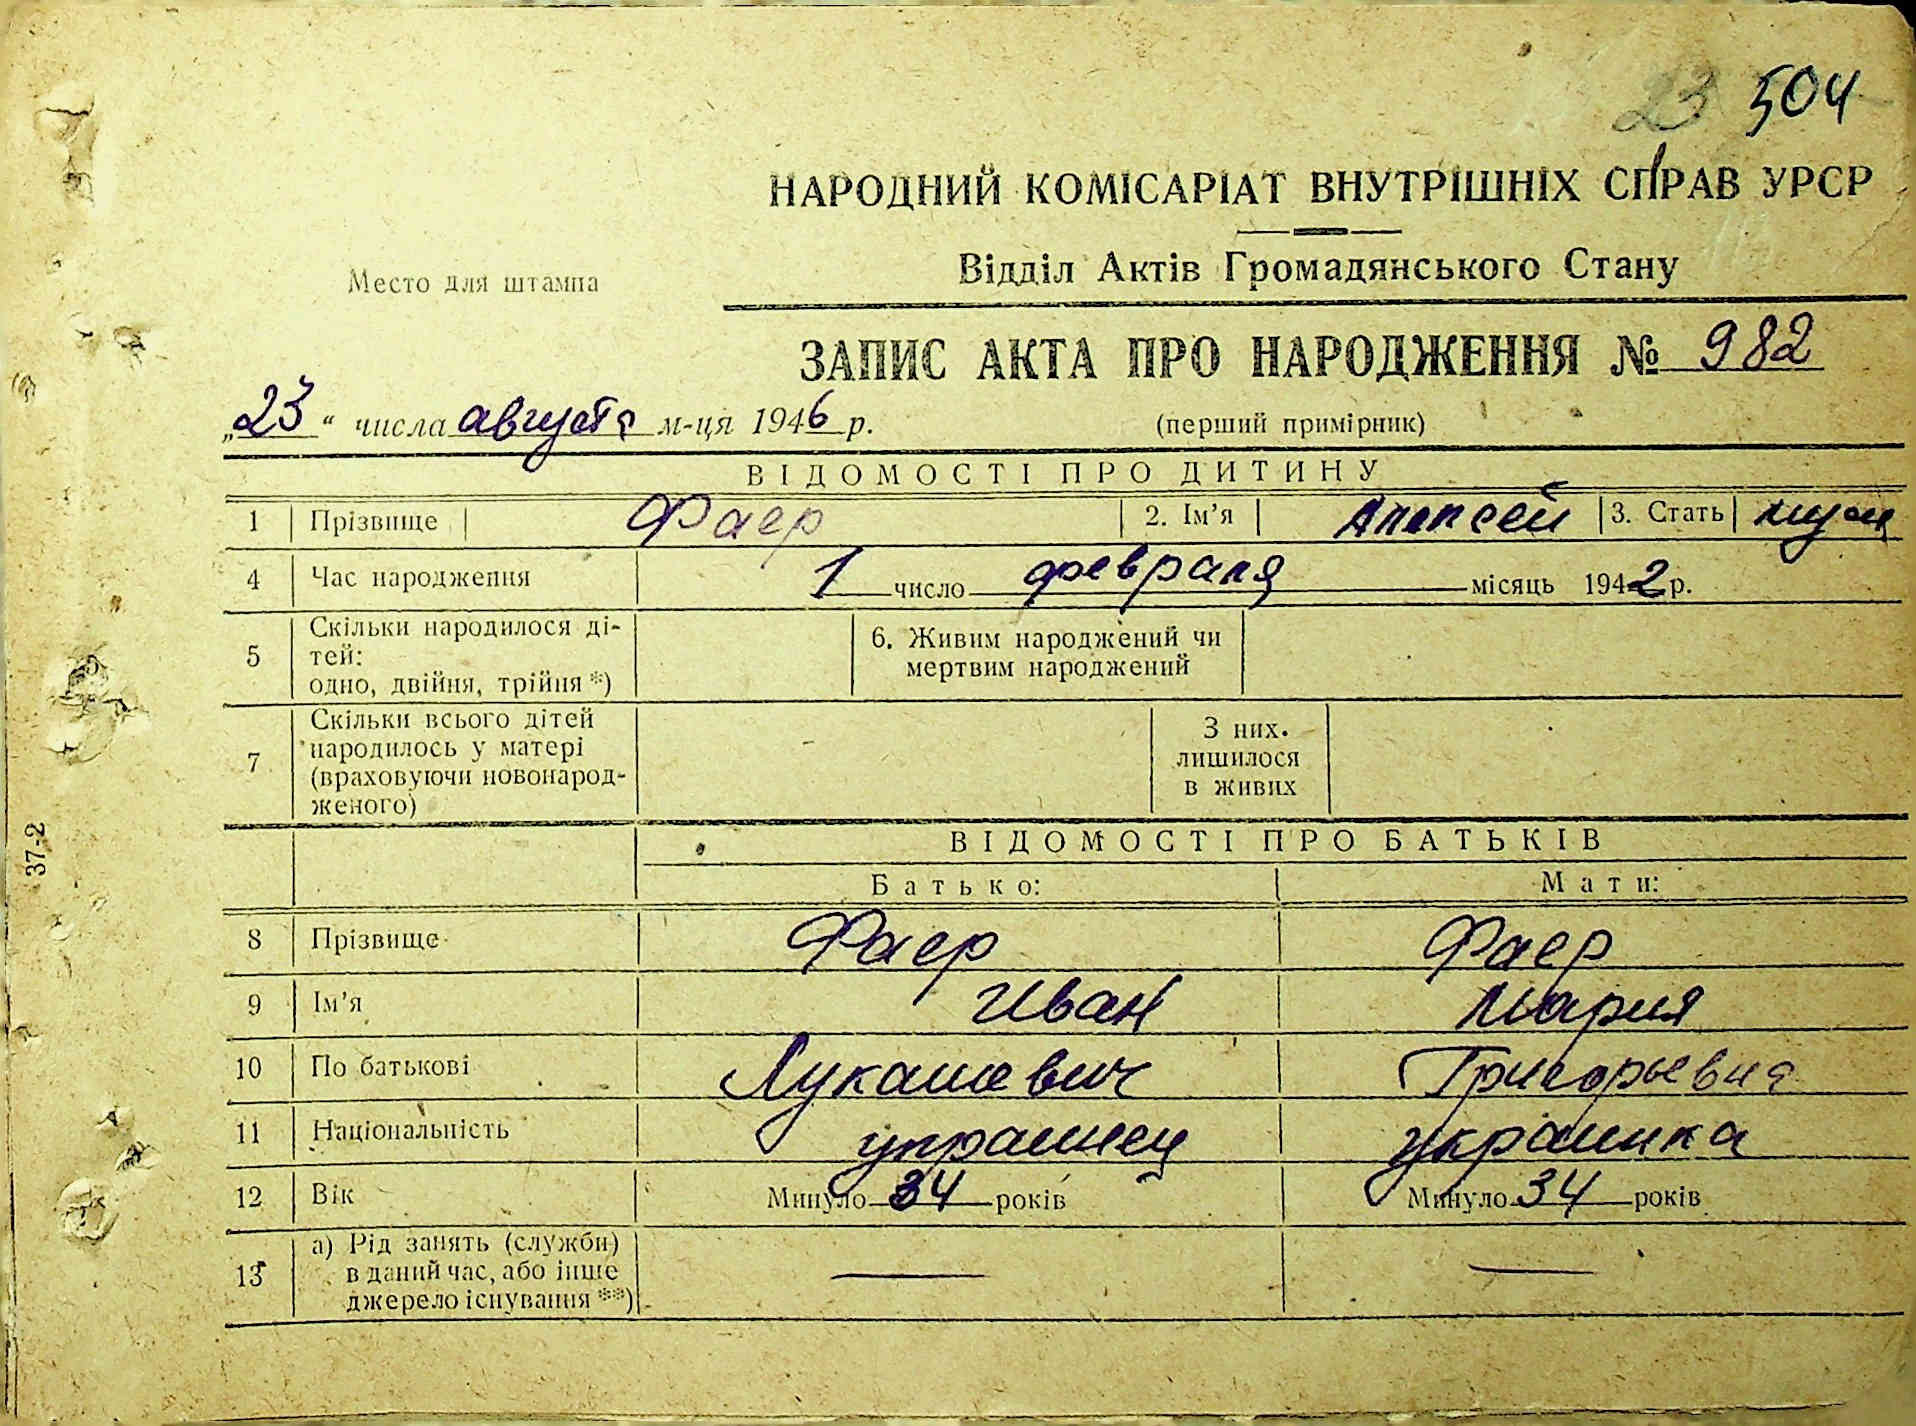 23 504
НАРОДНИЙ КОМІСАРІАТ ВНУТРІШНІХ СПРАВ УРСР
Відділ Актів Громадянського Стану
Место для штампа
ЗАПИС АКТА ПРО НАРОДЖЕННЯ № 982
„23“ числа августа м-ця 1946 р. (перший примірник)
ВІДОМОСТІ ПРО ДИТИНУ
1 Прізвище Фаер 2. Ім’я Алексей 3. Стать муж
4 Час народження 1 число февраля місяць 1942 р.
5 Скільки народилося ді-
тей:
одно, двійня, трійня *)
6. Живим народжений чи
мертвим народжений
7 Скільки всього дітей
народилось у матері
(враховуючи новонарод-
женого)
З них.
лишилося
в живих
ВІДОМОСТІ ПРО БАТЬКІВ
Батько: Мати:
8 Прізвище Фаер Фаер
9 Ім’я Иван Мария
10 По батькові Лукашевич Григорьевна
11 Національність украинец украинка
12 Вік Минуло 34 років Минуло 34 років
13 а) Рід занять (служби)
в даний час, або інше
джерело існування **)
— —
37-2